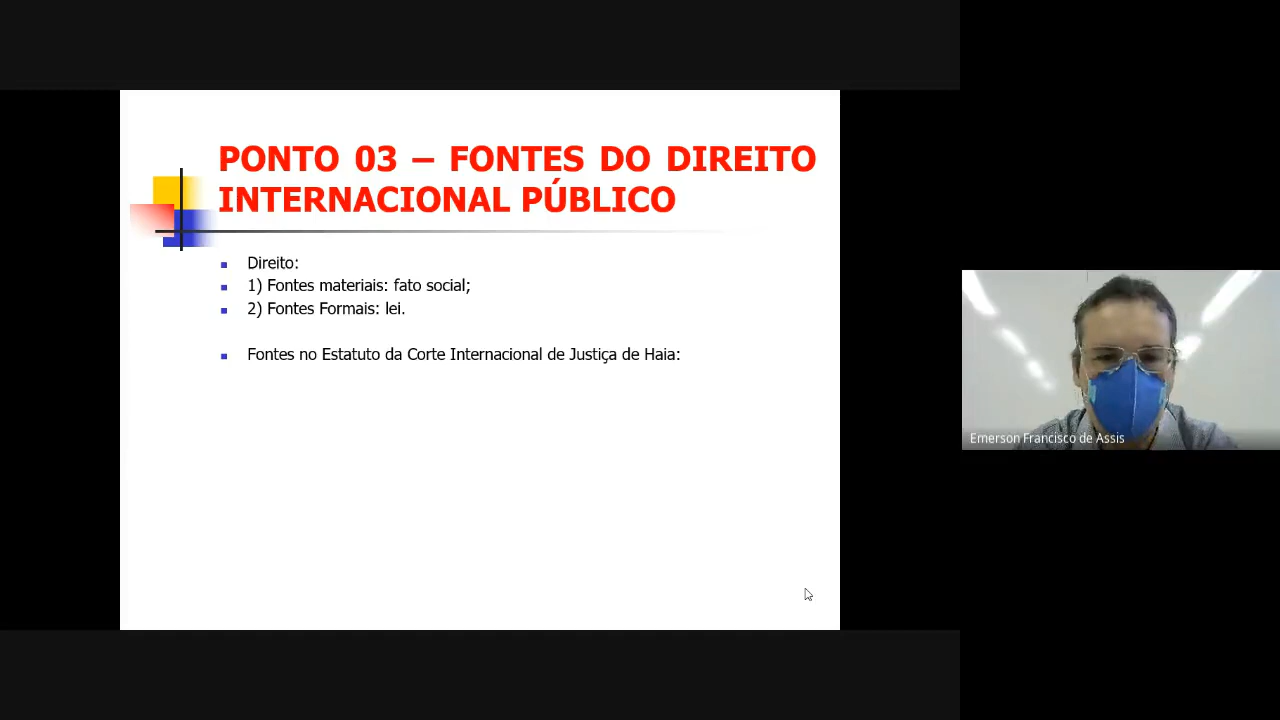 PONTO 03 – FONTES DO DIREITO
INTERNACIONAL PÚBLICO
Direito:
1) Fontes materiais: fato social;
2) Fontes Formais: lei.
Fontes no Estatuto da Corte Internacional de Justiça de Haia:
Emerson Francisco de Assis